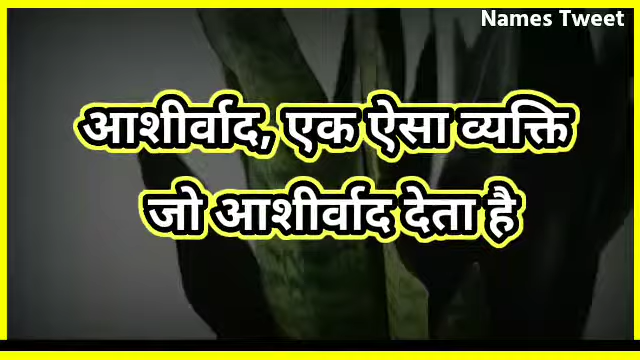 Names Tweet
आशीर्वाद, एक ऐसा व्यक्ति
जो आशीर्वाद देता है